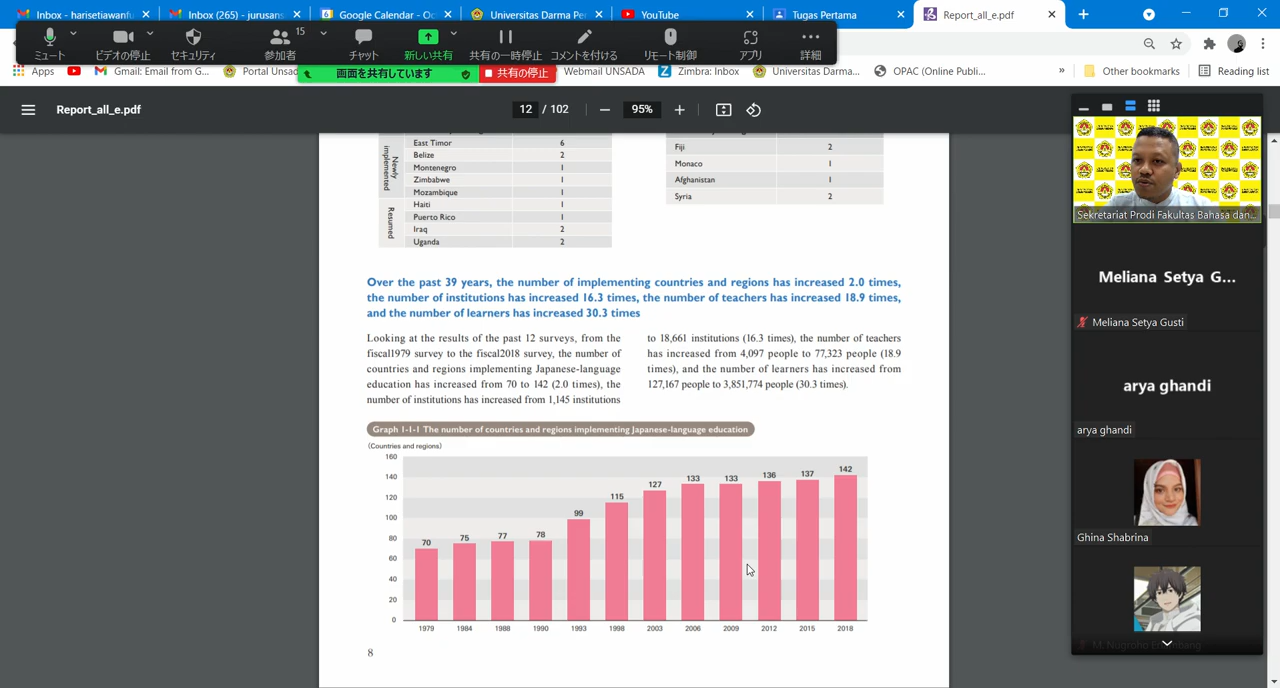 Inbox - harisetiawanfu
Inbox (265) - jurusans
Google Calendar - Oc
Universitas Darma Pe
YouTube
Tugas Pertama
Report_all_e.pdf
ミュート
ビデオの停止
セキュリティ
参加者
15
チャット
新しい共有
共有の一時停止
コメントを付ける
リモート制御
アプリ
詳細
Apps
Gmail: Email from G...
Portal Unsad
画面を共有しています
共有の停止
Webmail UNSADA
Zimbra: Inbox
Universitas Darma...
OPAC (Online Publi...
»
Other bookmarks
Reading list
Report_all_e.pdf
12 / 102
95%
Newly implemented
East Timor 6
Belize 2
Montenegro 1
Zimbabwe 1
Mozambique 1
Resumed
Haiti 1
Puerto Rico 1
Iraq 2
Uganda 2
Fiji 2
Monaco 1
Afghanistan 1
Syria 2
Over the past 39 years, the number of implementing countries and regions has increased 2.0 times,
the number of institutions has increased 16.3 times, the number of teachers has increased 18.9 times,
and the number of learners has increased 30.3 times
Looking at the results of the past 12 surveys, from the
fiscal1979 survey to the fiscal2018 survey, the number of
countries and regions implementing Japanese-language
education has increased from 70 to 142 (2.0 times), the
number of institutions has increased from 1,145 institutions
to 18,661 institutions (16.3 times), the number of teachers
has increased from 4,097 people to 77,323 people (18.9
times), and the number of learners has increased from
127,167 people to 3,851,774 people (30.3 times).
Graph 1-1-1 The number of countries and regions implementing Japanese-language education
(Countries and regions)
160
140
120
100
80
60
40
20
0
70
75
77
78
99
115
127
133
133
136
137
142
1979
1984
1988
1990
1993
1998
2003
2006
2009
2012
2015
2018
8
Sekretariat Prodi Fakultas Bahasa dan...
Meliana Setya G...
Meliana Setya Gusti
arya ghandi
arya ghandi
Ghina Shabrina